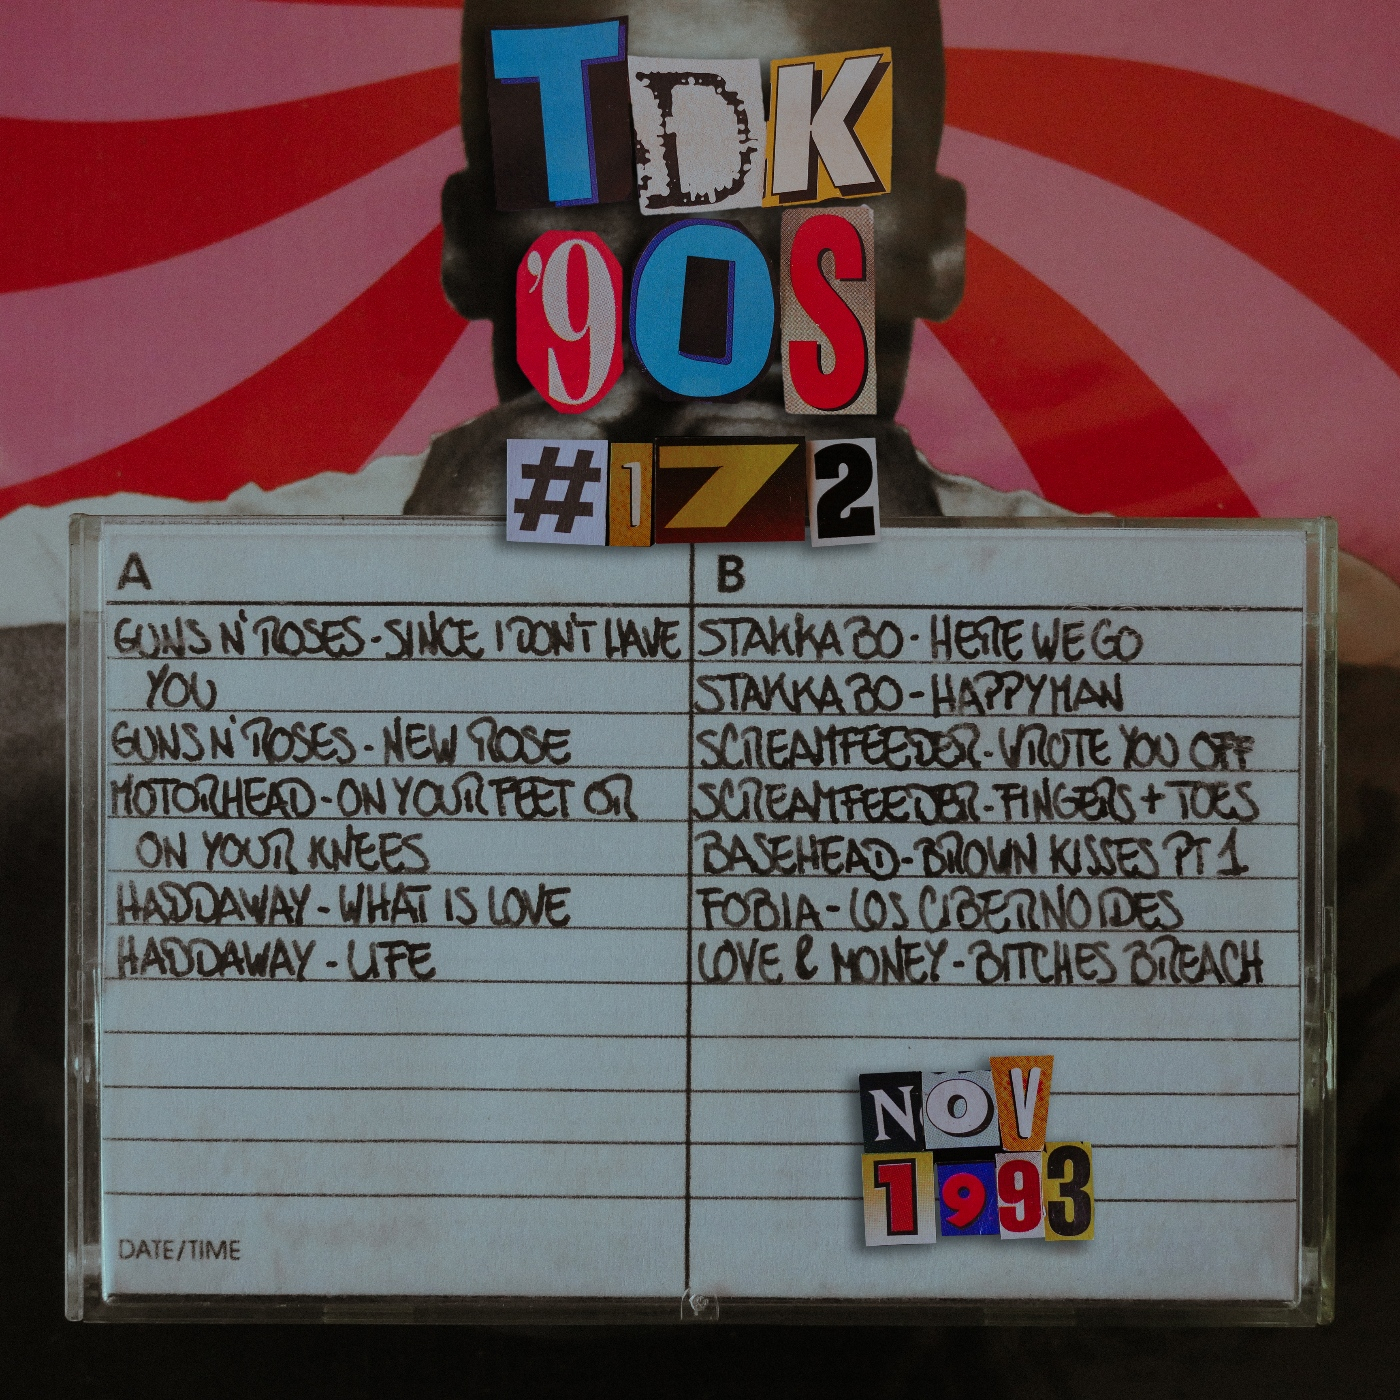 TDK
'90S
#172
A
GUNS N' ROSES - SINCE I DON'T HAVE
YOU
GUNS N' ROSES - NEW ROSE
MOTORHEAD - ON YOUR FEET OR
ON YOUR KNEES
HADDAWAY - WHAT IS LOVE
HADDAWAY - LIFE
B
STAKKA BO - HERE WE GO
STAKKA BO - HAPPY MAN
SCREAMFEEDER - WROTE YOU OFF
SCREAMFEEDER - FINGERS + TOES
BASEHEAD - BROWN KISSES PT 1
FOBIA - LOS CIBERNOIDES
LOVE & MONEY - BITCHES BREACH
NOV
1993
DATE/TIME